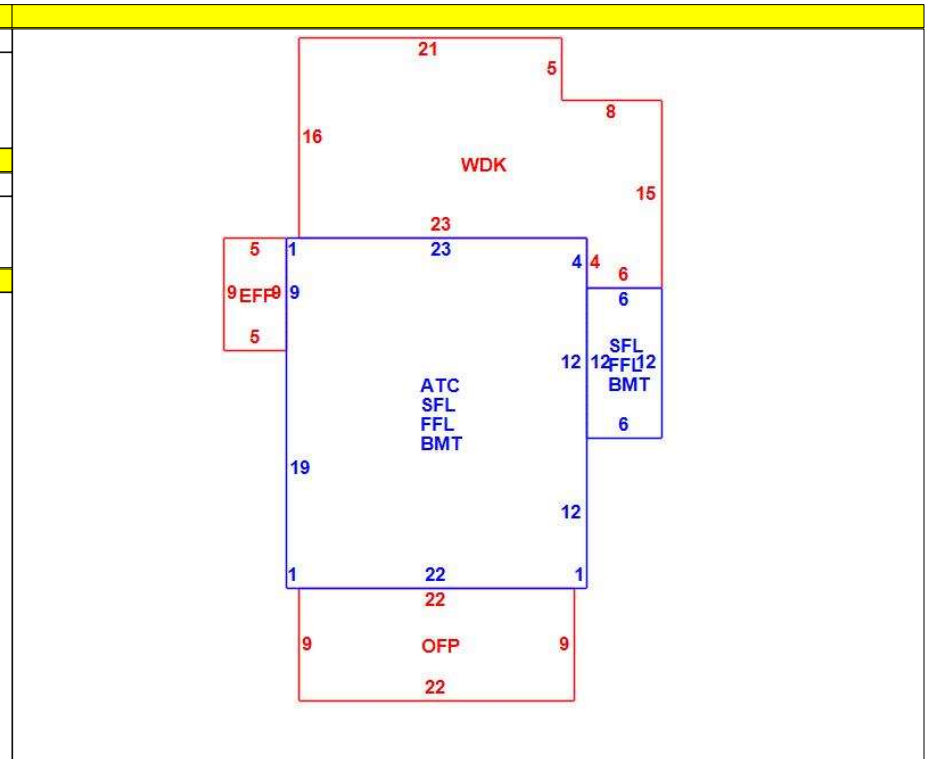 21
5
8
16
WDK
15
23
5 1 23 4 4 6
9 EFP 9 9 6
5
SFL
12 12 FFL 12
BMT
ATC
SFL
FFL
BMT
6
19
12
1 22 1
22
9 OFP 9
22